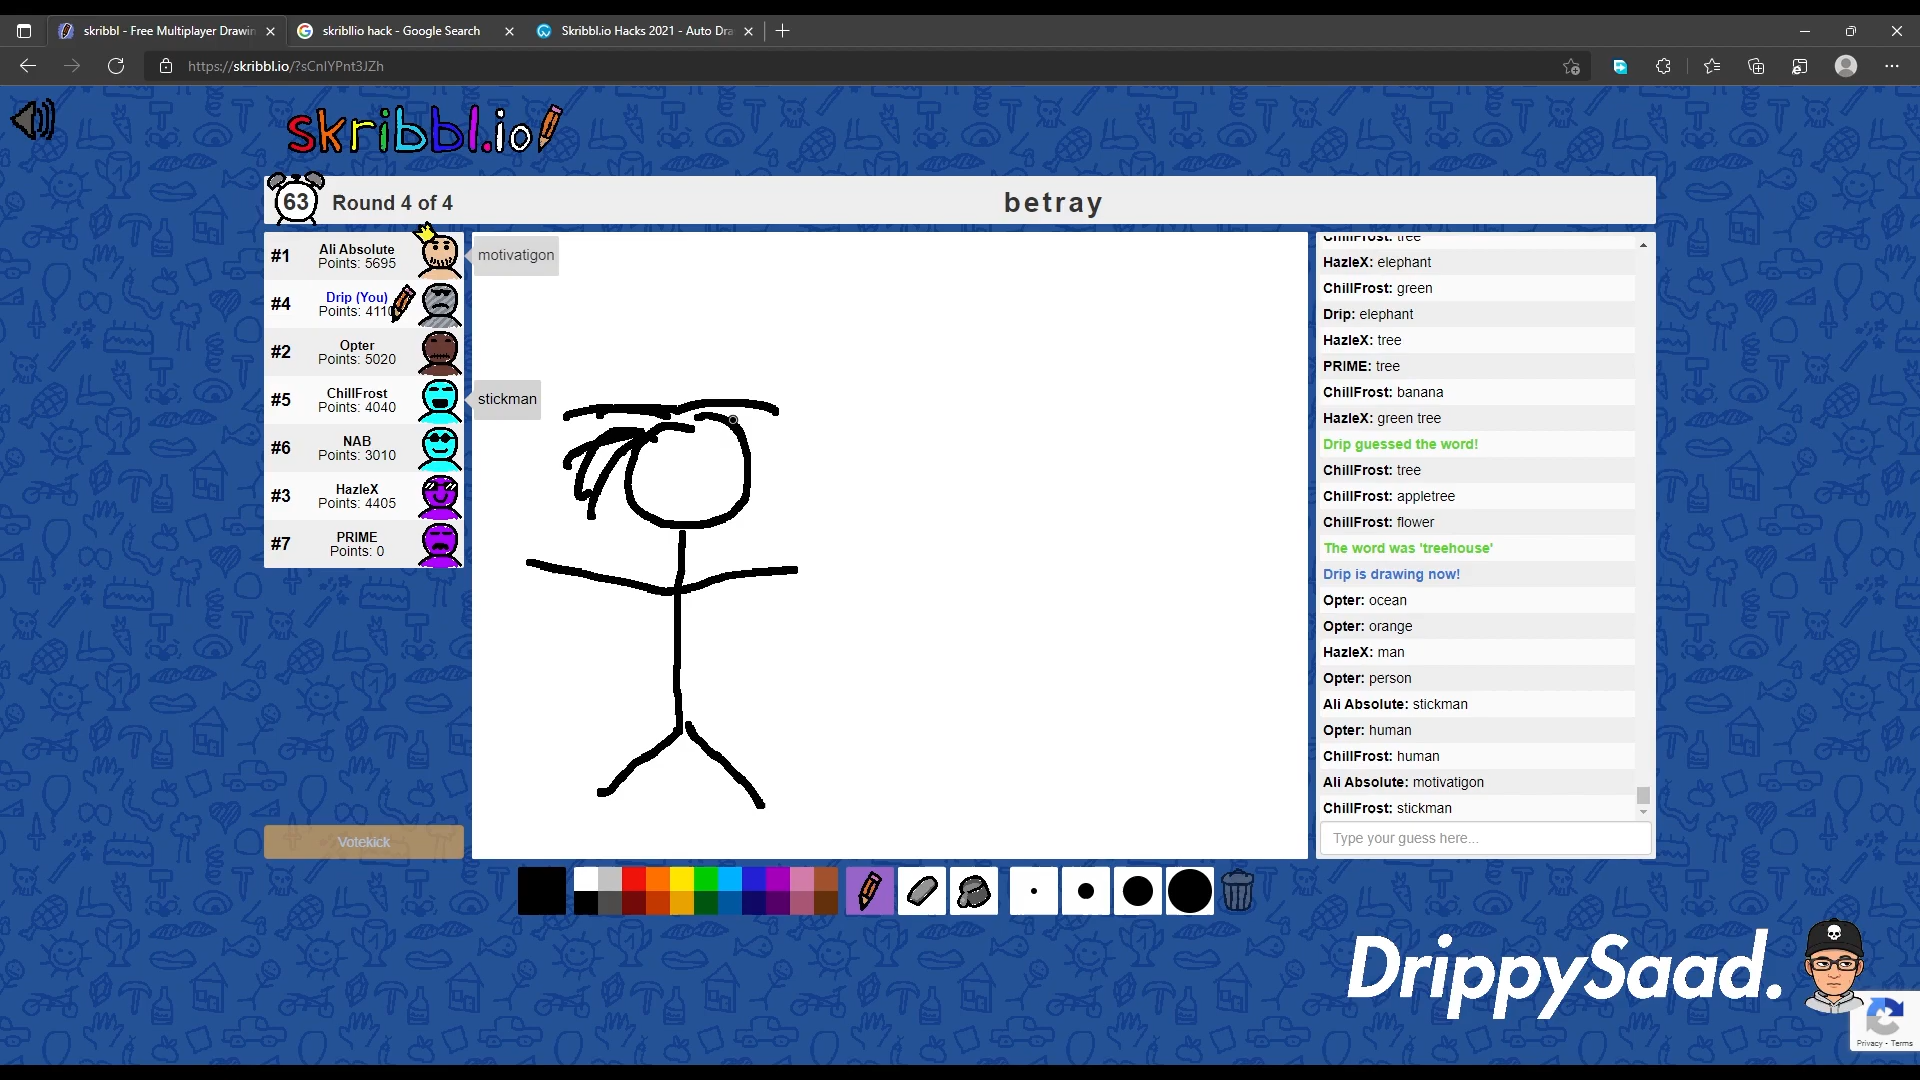 skribbl - Free Multiplayer Drawin
skribllio hack - Google Search
Skribbl.io Hacks 2021 - Auto Dra
https://skribbl.io/?sCnIYPnt3JZh
skribbl.io
63
Round 4 of 4
betray
#1
Ali Absolute
Points: 5695
#4
Drip (You)
Points: 4110
#2
Opter
Points: 5020
#5
ChillFrost
Points: 4040
#6
NAB
Points: 3010
#3
HazleX
Points: 4405
#7
PRIME
Points: 0
Votekick
motivatigon
stickman
ChillFrost: tree
HazleX: elephant
ChillFrost: green
Drip: elephant
HazleX: tree
PRIME: tree
ChillFrost: banana
HazleX: green tree
Drip guessed the word!
ChillFrost: tree
ChillFrost: appletree
ChillFrost: flower
The word was 'treehouse'
Drip is drawing now!
Opter: ocean
Opter: orange
HazleX: man
Opter: person
Ali Absolute: stickman
Opter: human
ChillFrost: human
Ali Absolute: motivatigon
ChillFrost: stickman
Type your guess here...
DrippySaad.
Privacy - Terms